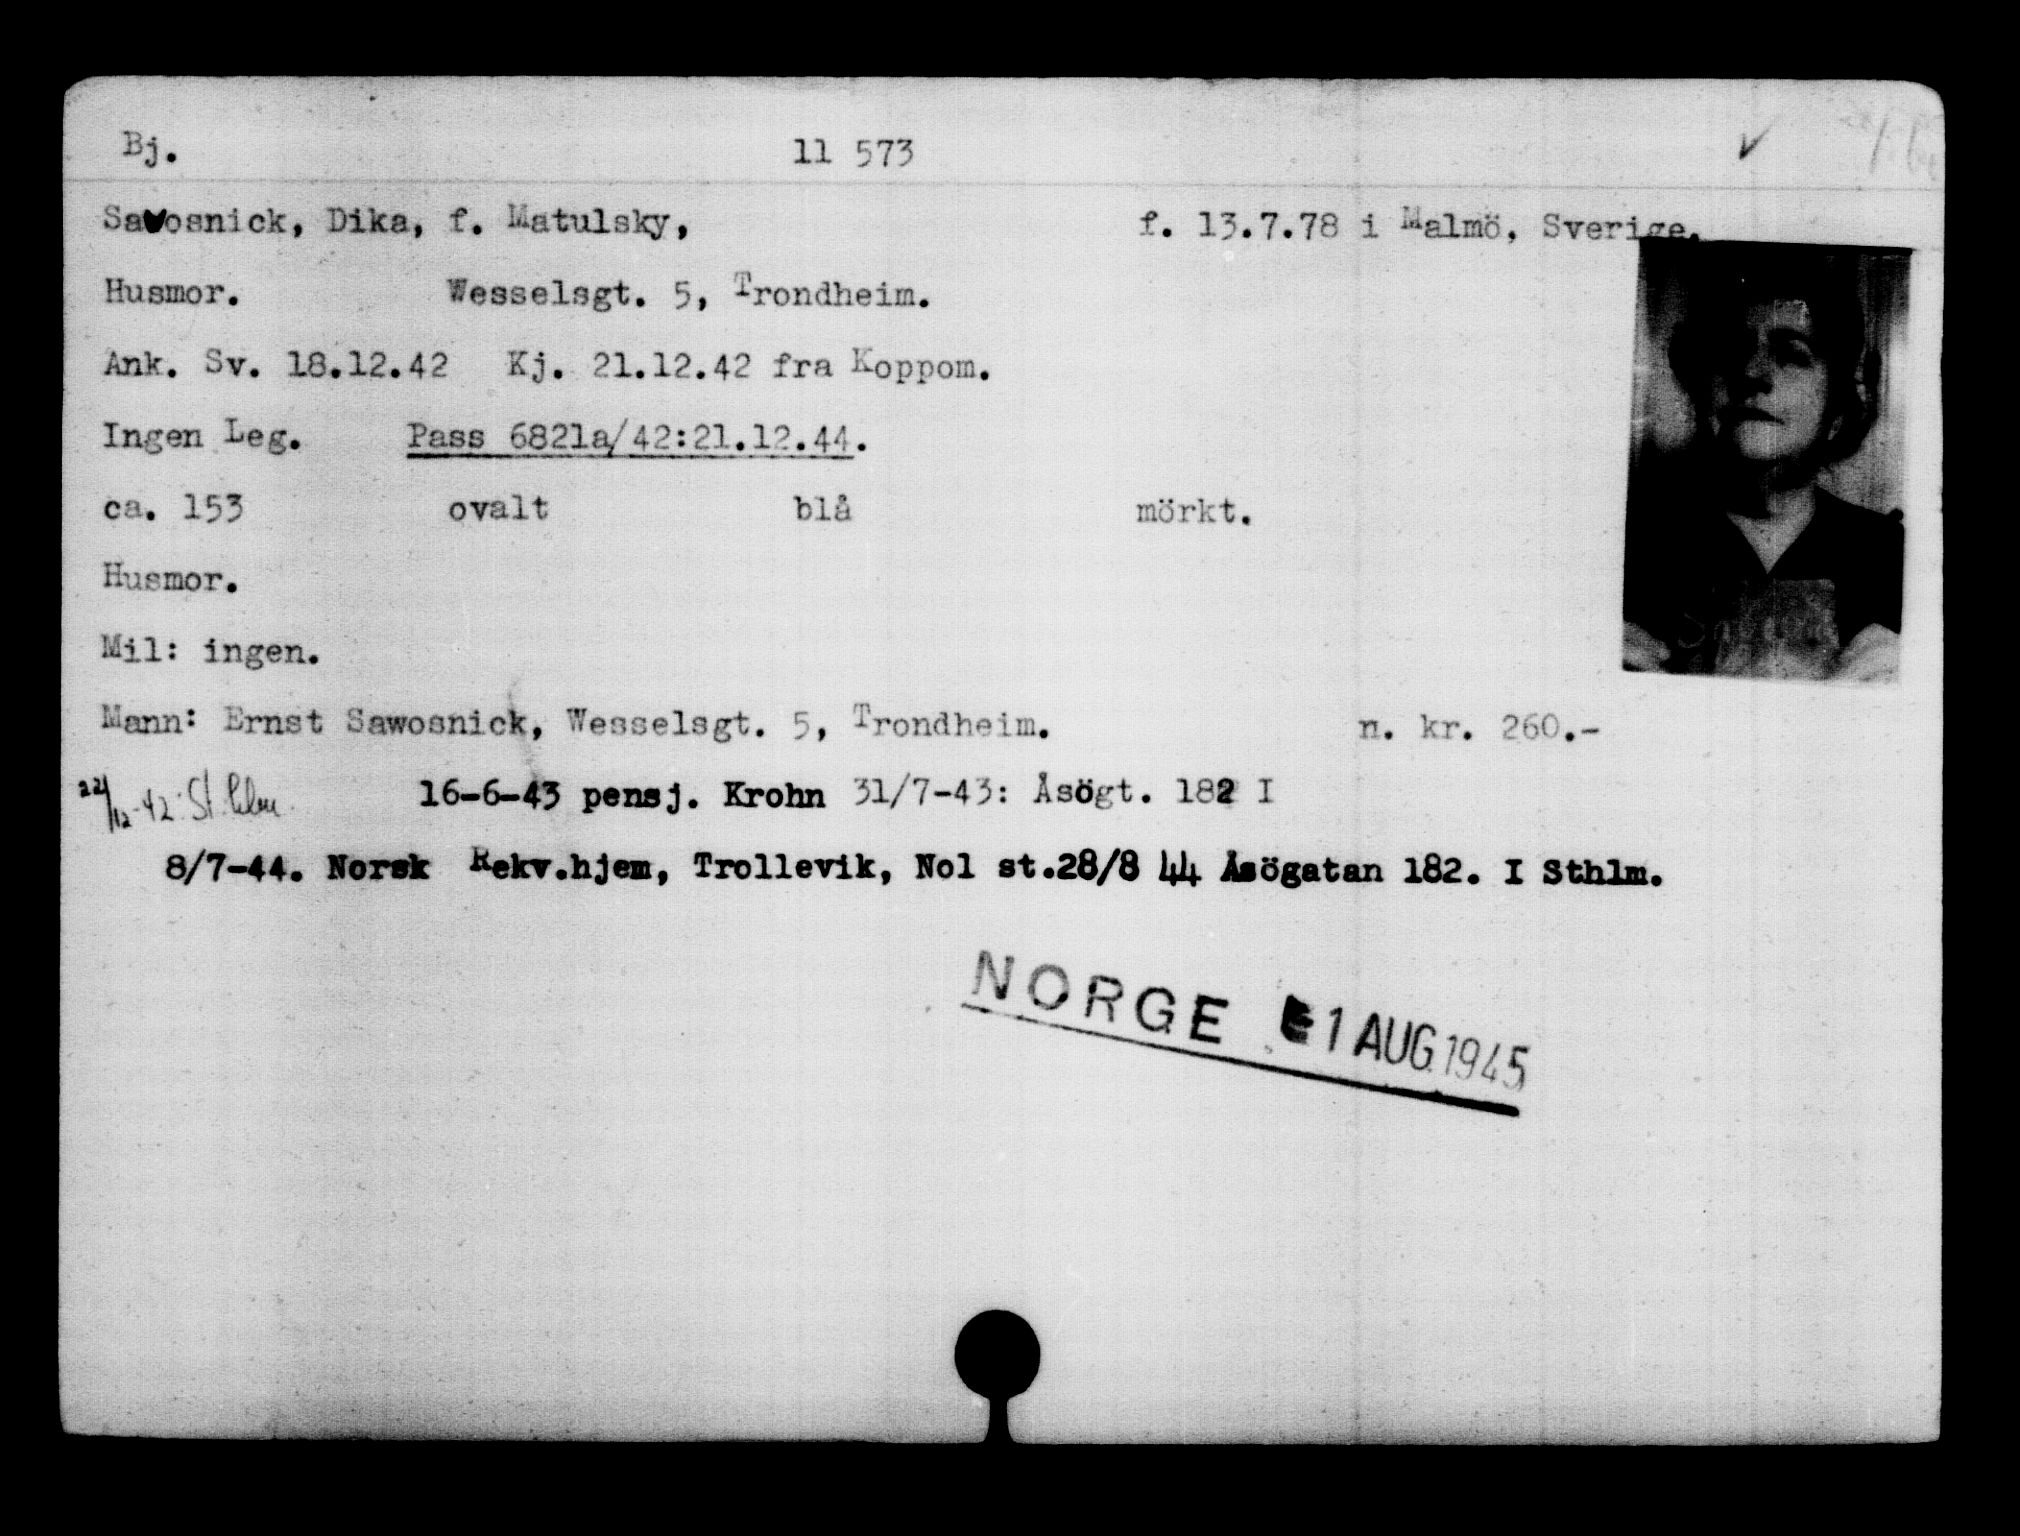 Bj. 11 573
Sawosnick, Dika, f. Matulsky, f. 13.7.78 i Malmö, Sverige.
Husmor. Wesselsgt. 5, Trondheim.
Ank. Sv. 18.12.42 Kj. 21.12.42 fra Koppom.
Ingen Leg. Pass 6821a/42:21.12.44.
ca. 153 ovalt blå mörkt.
Husmor.
Mil: ingen.
Mann: Ernst Sawosnick, Wesselsgt. 5, Trondheim. n. kr. 260.-
22/12-42: St.hlm. 16-6-43 pensj. Krohn 31/7-43: Åsögt. 182 I
8/7-44. Norsk Rekv.hjem, Trollevik, Nol st.28/8 44 Åsögatan 182. I Sthlm.
NORGE 1 AUG.1945